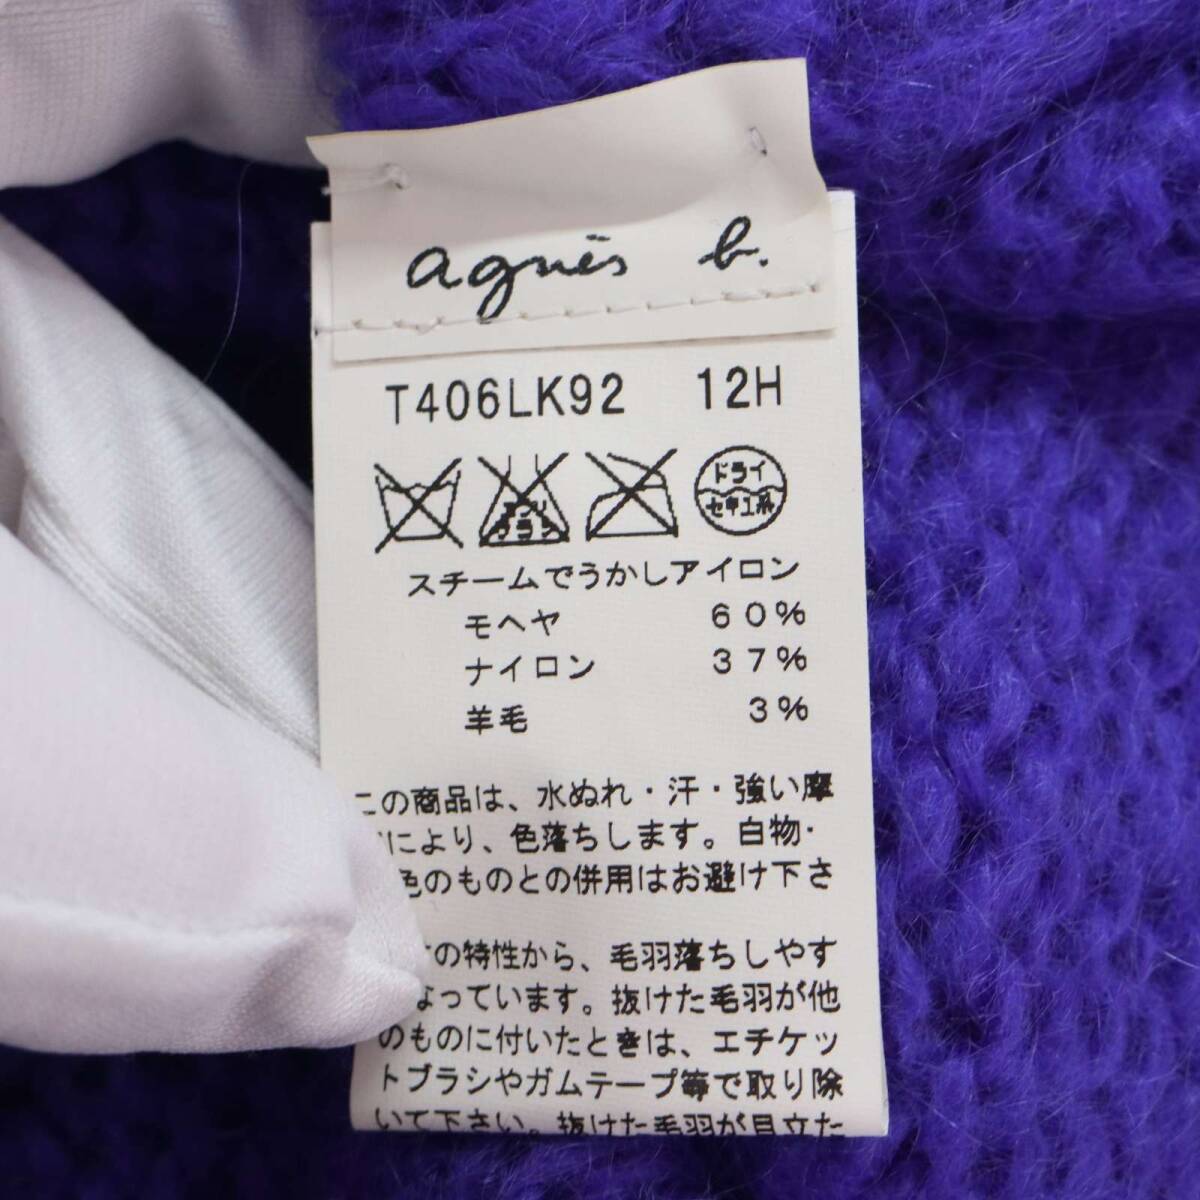 agnès b.
T406LK92 12H
エンソ
サラシ
ドライ
セキユ系
スチームでうかしアイロン
モヘヤ 60%
ナイロン 37%
羊毛 3%
この商品は、水ぬれ・汗・強い摩
により、色落ちします。白物・
色のものとの併用はお避け下さ
の特性から、毛羽落ちしやす
なっています。抜けた毛羽が他
のものに付いたときは、エチケッ
トブラシやガムテープ等で取り除
いて下さい。抜けた毛羽が目立た